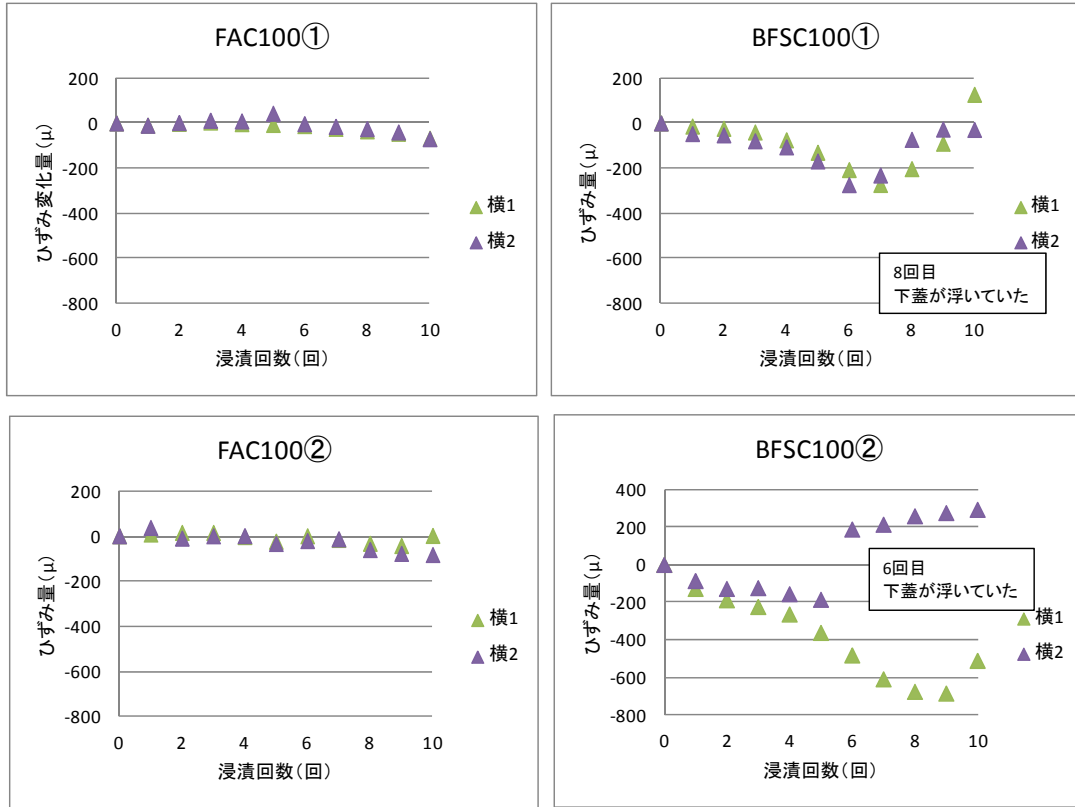 FAC100①
200
0
-200
-400
-600
-800
ひずみ変化量(μ)
0 2 4 6 8 10
浸漬回数(回)
横1
横2
BFSC100①
200
0
-200
-400
-600
-800
ひずみ量(μ)
0 2 4 6 8 10
浸漬回数(回)
横1
横2
8回目
下蓋が浮いていた
FAC100②
200
0
-200
-400
-600
-800
ひずみ量(μ)
0 2 4 6 8 10
浸漬回数(回)
横1
横2
BFSC100②
400
200
0
-200
-400
-600
-800
ひずみ量(μ)
0 2 4 6 8 10
浸漬回数(回)
6回目
下蓋が浮いていた
横1
横2